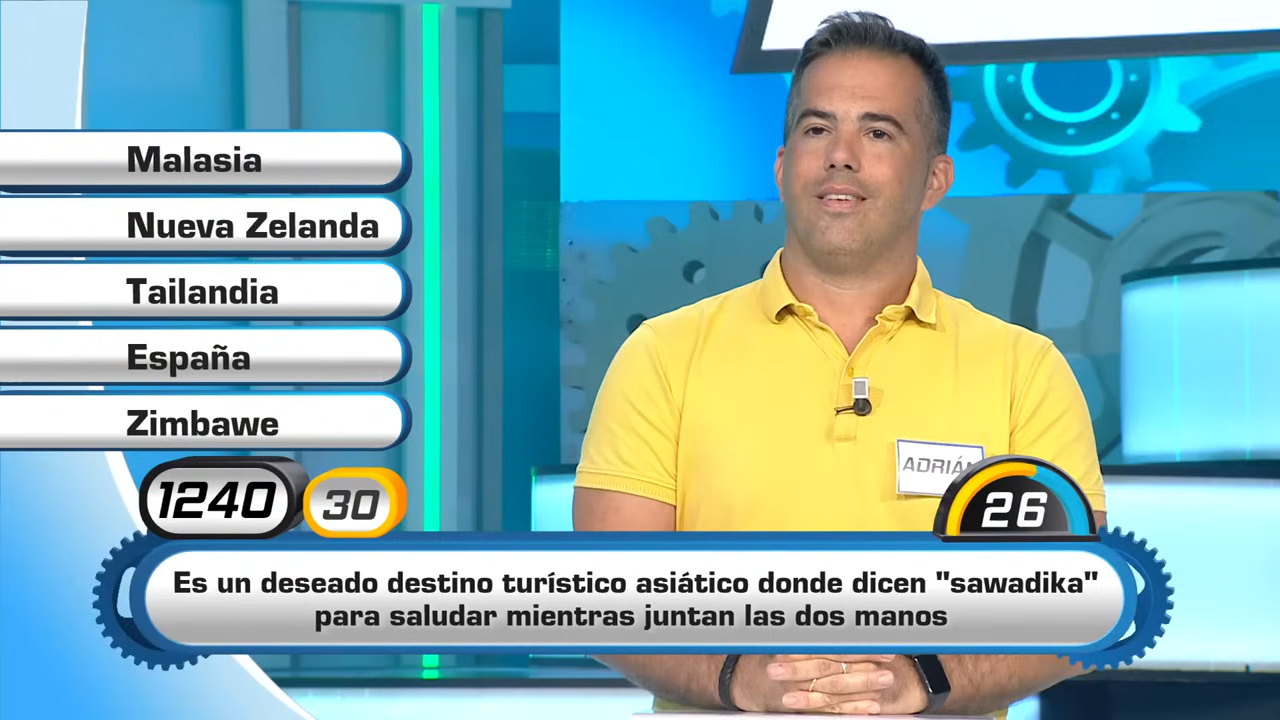 Malasia
Nueva Zelanda
Tailandia
España
Zimbawe
1240
30
ADRIÁN
26
Es un deseado destino turístico asiático donde dicen "sawadika"
para saludar mientras juntan las dos manos